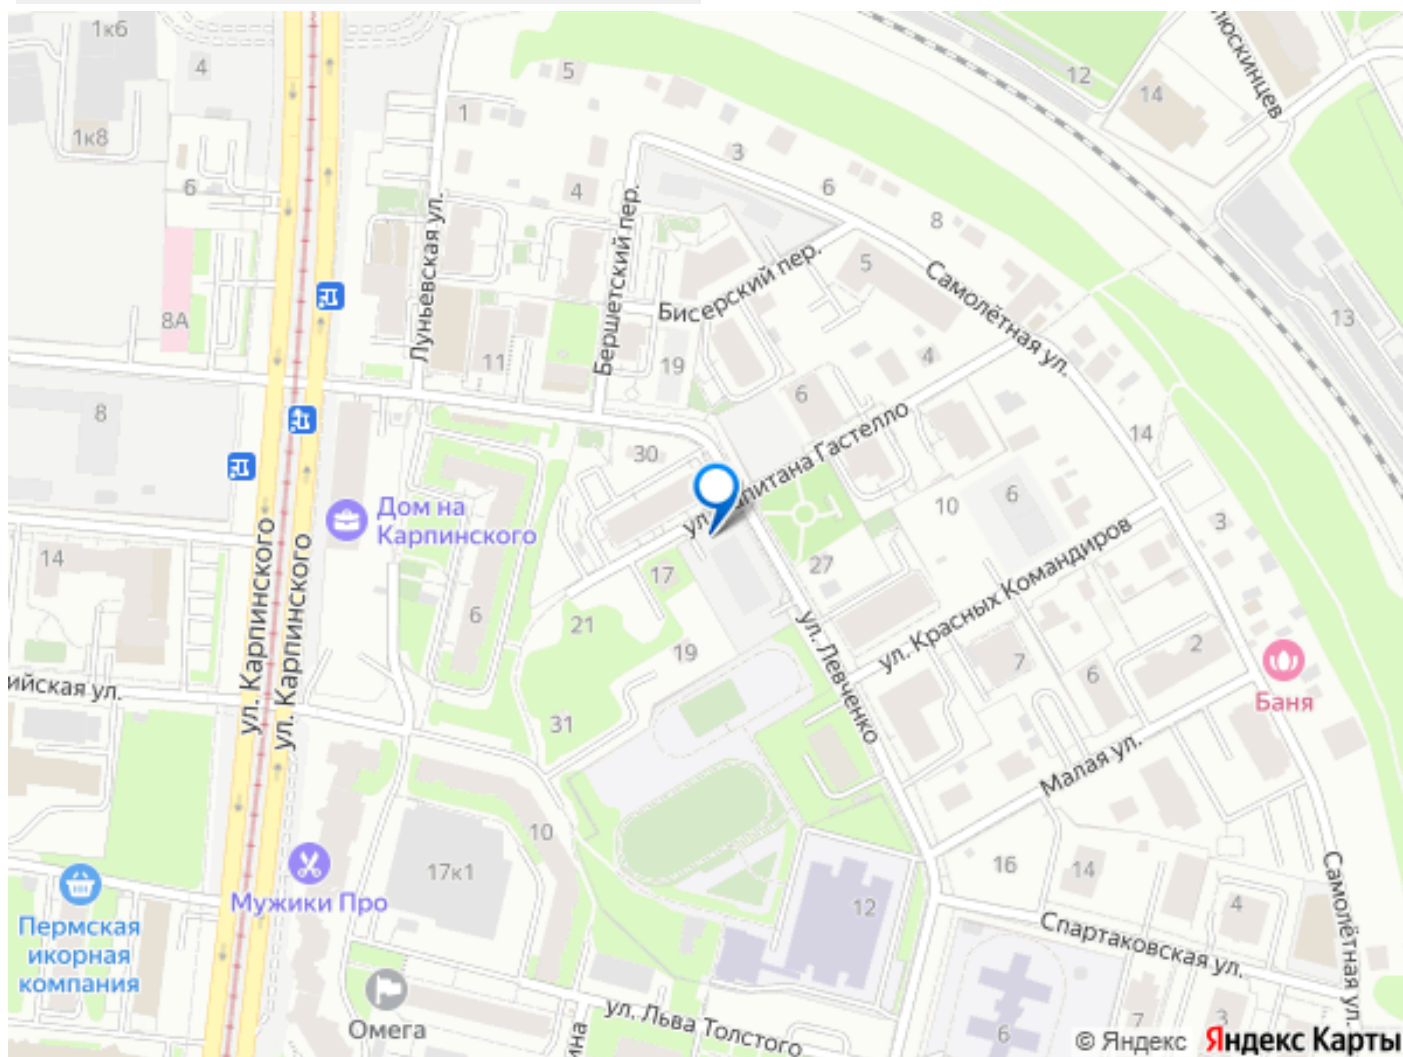 1к6
4
5
12
14
люскинцев
1
1к8
3
6
4
6
8
Луньевская ул.
Бершетский пер.
Бисерский пер.
5
Самолётная ул.
8А
13
11
19
4
6
8
ул. Капитана Гастелло
14
30
Дом на
Карпинского
10
6
3
14
ул. Карпинского
ул. Карпинского
17
27
ул. Красных Командиров
6
21
ул. Левченко
19
7
6
2
ийская ул.
Баня
31
Малая ул.
10
17к1
16
14
Мужики Про
12
4
Самолётная ул.
Пермская
икорная
компания
Спартаковская ул.
Омега
ул. Льва Толстого
ина
6
7
3
© Яндекс Яндекс Карты